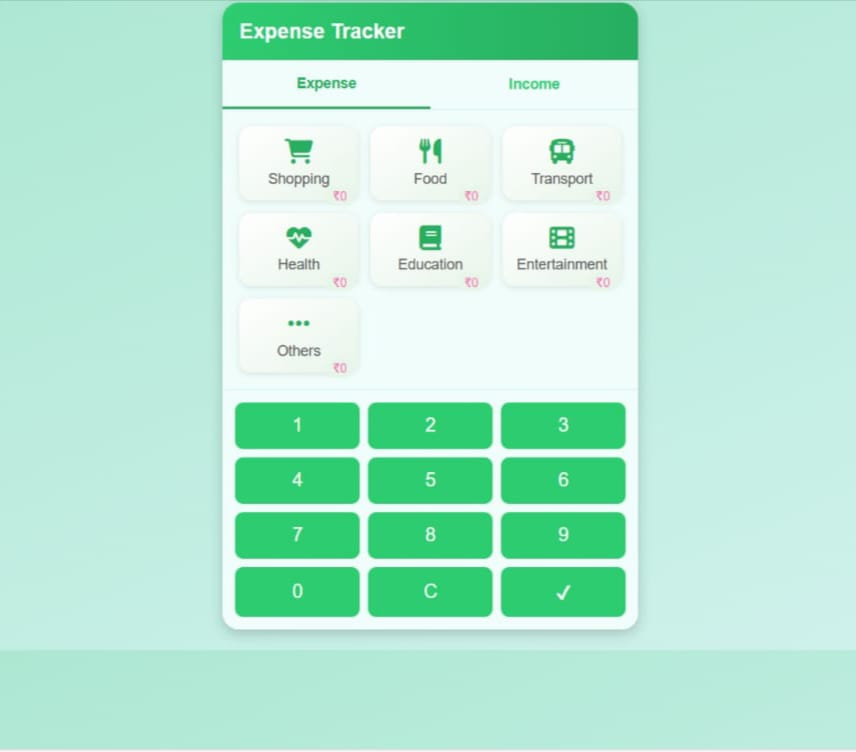 Expense Tracker
Expense Income
Shopping Food Transport
₹0 ₹0 ₹0
Health Education Entertainment
₹0 ₹0 ₹0
Others
₹0
1 2 3
4 5 6
7 8 9
0 C ✓